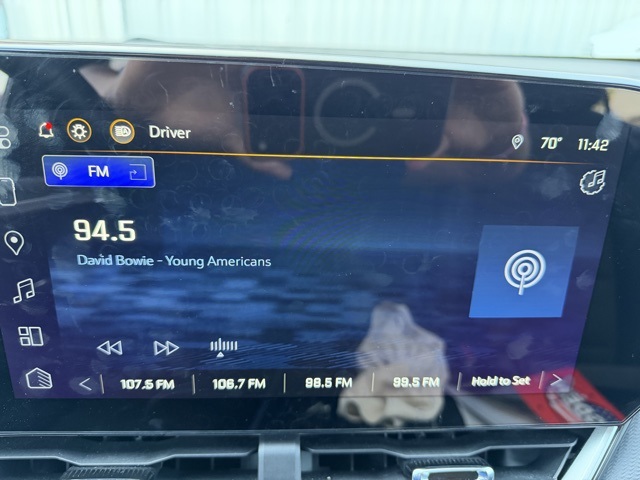 Driver 70° 11:42
FM
94.5
David Bowie - Young Americans
107.5 FM 106.7 FM 98.5 FM 99.5 FM Hold to Set